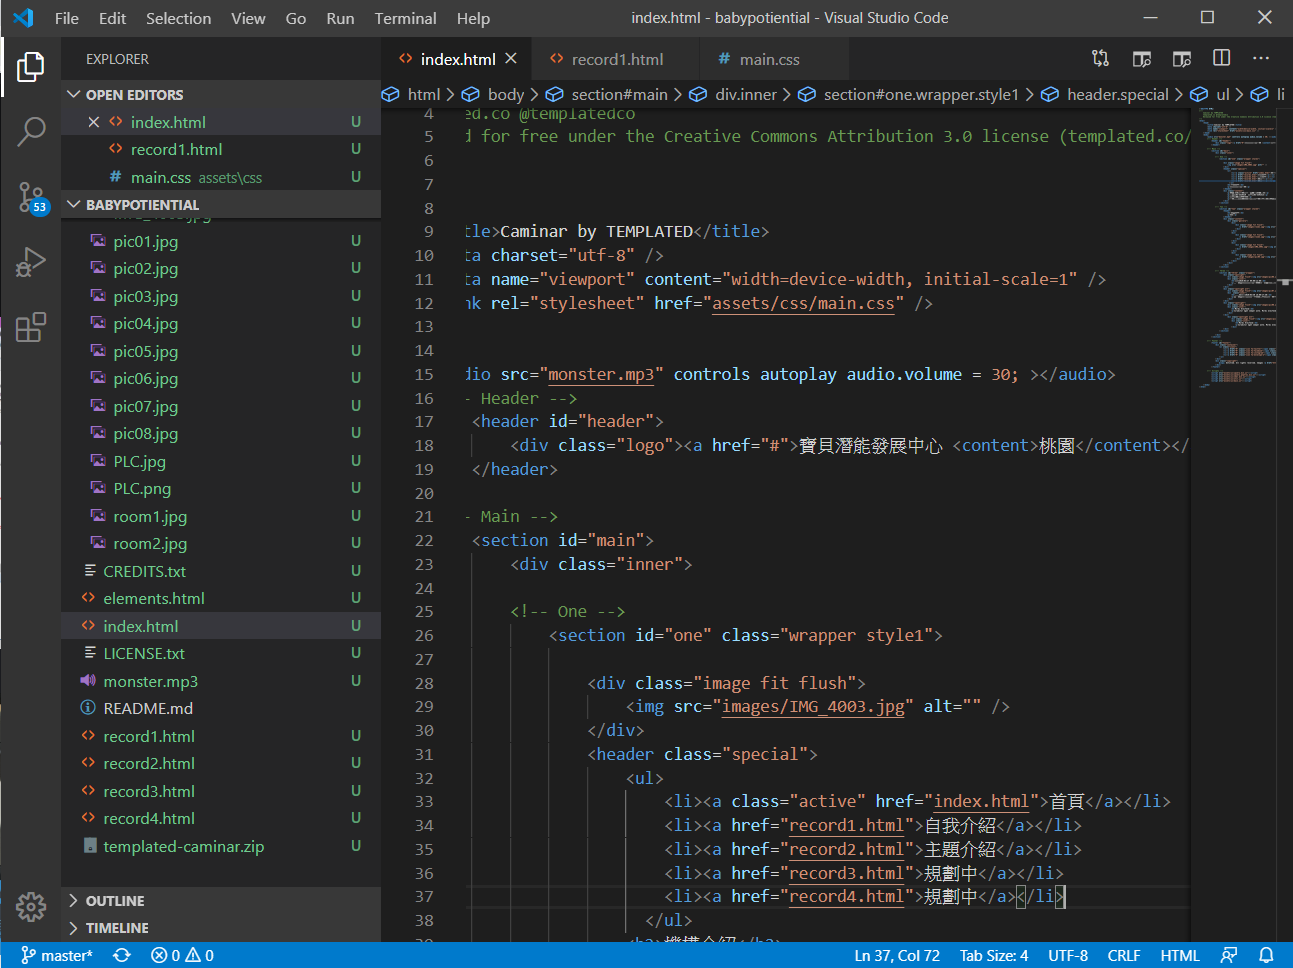 File Edit Selection View Go Run Terminal Help
index.html - babypotiential - Visual Studio Code
EXPLORER
OPEN EDITORS
index.html U
record1.html U
main.css assets\css U
BABYPOTIENTIAL
pic01.jpg U
pic02.jpg U
pic03.jpg U
pic04.jpg U
pic05.jpg U
pic06.jpg U
pic07.jpg U
pic08.jpg U
PLC.jpg U
PLC.png U
room1.jpg U
room2.jpg U
CREDITS.txt U
elements.html U
index.html U
LICENSE.txt U
monster.mp3 U
README.md
record1.html U
record2.html U
record3.html U
record4.html U
templated-caminar.zip U
OUTLINE
TIMELINE
53
index.html
record1.html
main.css
html > body > section#main > div.inner > section#one.wrapper.style1 > header.special > ul > li
4 ed.co @templatedco
5 d for free under the Creative Commons Attribution 3.0 license (templated.co/
6
7
8
9 tle>Caminar by TEMPLATED</title>
10 ta charset="utf-8" />
11 ta name="viewport" content="width=device-width, initial-scale=1" />
12 nk rel="stylesheet" href="assets/css/main.css" />
13
14
15 dio src="monster.mp3" controls autoplay audio.volume = 30; ></audio>
16 - Header -->
17 <header id="header">
18 <div class="logo"><a href="#">寶貝潛能發展中心 <content>桃園</content></
19 </header>
20
21 - Main -->
22 <section id="main">
23 <div class="inner">
24
25 <!-- One -->
26 <section id="one" class="wrapper style1">
27
28 <div class="image fit flush">
29 <img src="images/IMG_4003.jpg" alt="" />
30 </div>
31 <header class="special">
32 <ul>
33 <li><a class="active" href="index.html">首頁</a></li>
34 <li><a href="record1.html">自我介紹</a></li>
35 <li><a href="record2.html">主題介紹</a></li>
36 <li><a href="record3.html">規劃中</a></li>
37 <li><a href="record4.html">規劃中</a></li>
38 </ul>
master* 0 0
Ln 37, Col 72 Tab Size: 4 UTF-8 CRLF HTML